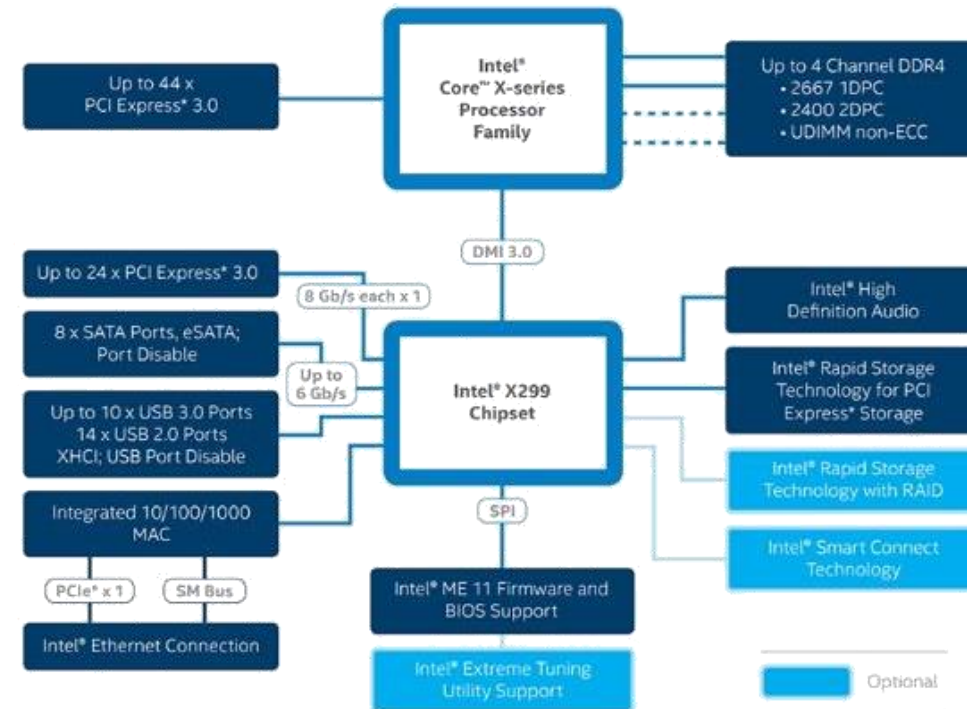 Up to 44 x
PCI Express* 3.0
Intel®
Core™ X-series
Processor
Family
Up to 4 Channel DDR4
• 2667 1DPC
• 2400 2DPC
• UDIMM non-ECC
DMI 3.0
Up to 24 x PCI Express* 3.0
8 Gb/s each x 1
8 x SATA Ports, eSATA;
Port Disable
Up to
6 Gb/s
Up to 10 x USB 3.0 Ports
14 x USB 2.0 Ports
XHCI; USB Port Disable
Integrated 10/100/1000
MAC
PCIe* x 1
SM Bus
Intel® Ethernet Connection
Intel® X299
Chipset
SPI
Intel® ME 11 Firmware and
BIOS Support
Intel® Extreme Tuning
Utility Support
Intel® High
Definition Audio
Intel® Rapid Storage
Technology for PCI
Express* Storage
Intel® Rapid Storage
Technology with RAID
Intel® Smart Connect
Technology
Optional